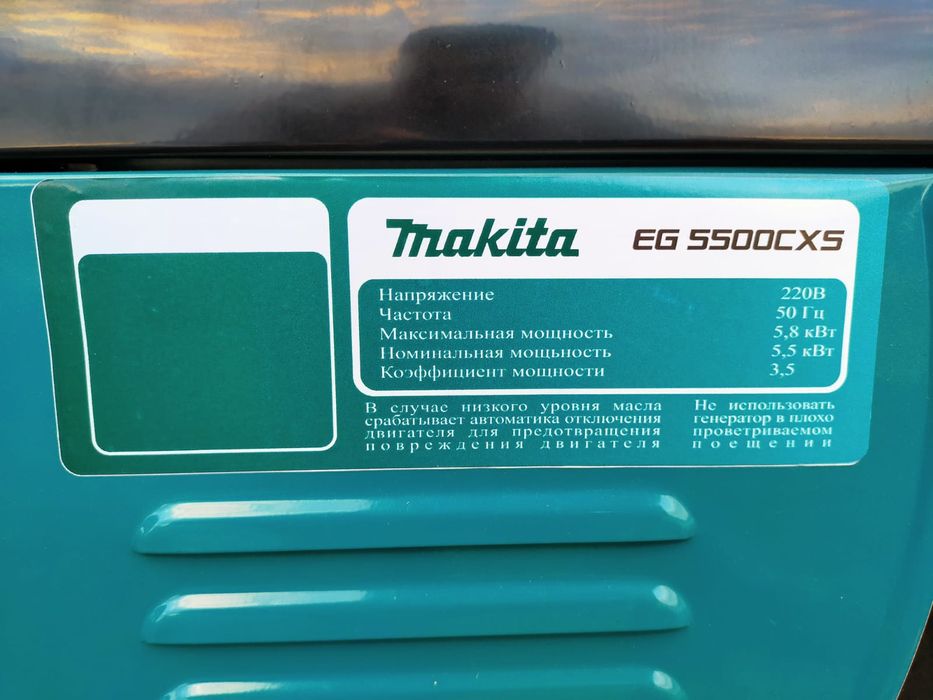 makita EG 5500CXS
Напряжение 220В
Частота 50 Гц
Максимальная мощность 5,8 кВт
Номинальная мощьность 5,5 кВт
Коэффициент мощности 3,5
В случае низкого уровня масла
срабатывает автоматика отключения
двигателя для предотвращения
повреждения двигателя
Не использовать
генератор в плохо
проветриваемом
поещении